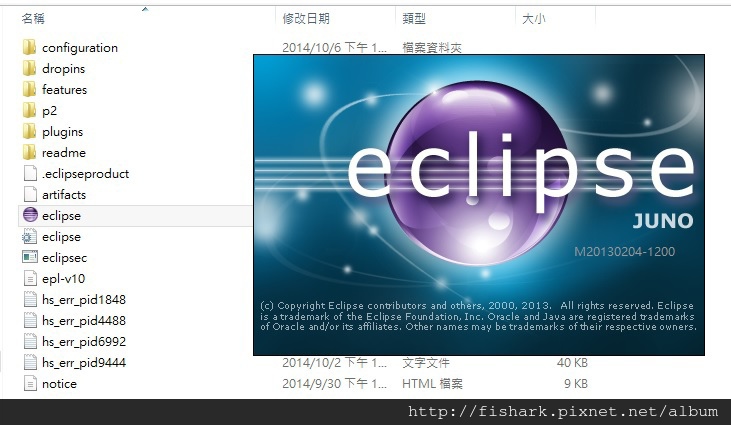 名稱 修改日期 類型 大小
configuration 2014/10/6 下午 1... 檔案資料夾
dropins
features
p2
plugins
readme
.eclipseproduct
artifacts
eclipse
eclipse
eclipsec
epl-v10
hs_err_pid1848
hs_err_pid4488
hs_err_pid6992
hs_err_pid9444 2014/10/2 下午 1... 文字文件 40 KB
notice 2014/9/30 下午 1... HTML 檔案 9 KB
eclipse
JUNO
M20130204-1200
(c) Copyright Eclipse contributors and others, 2000, 2013. All rights reserved. Eclipse
is a trademark of the Eclipse Foundation, Inc. Oracle and Java are registered trademarks
of Oracle and/or its affiliates. Other names may be trademarks of their respective owners.
http://fishark.pixnet.net/album